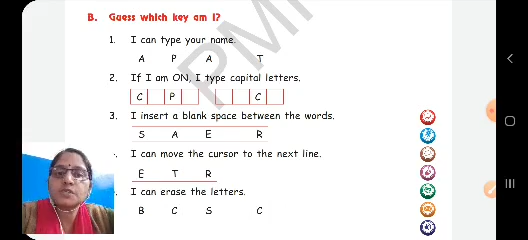 B. Guess which key am I?
1. I can type your name.
A P A T
2. If I am ON, I type capital letters.
C P C
3. I insert a blank space between the words.
S A E R
. I can move the cursor to the next line.
E T R
. I can erase the letters.
B C S C
PM